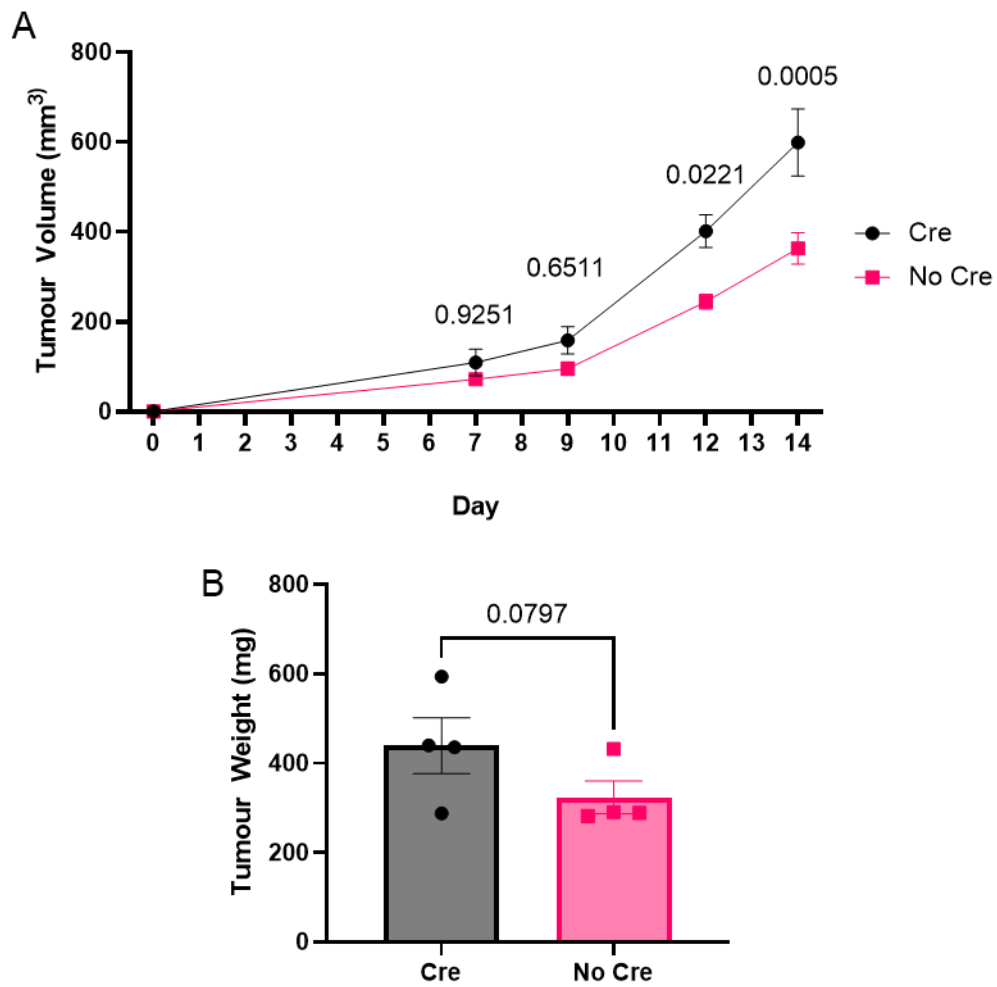 A
Tumour Volume (mm³)
800
600
400
200
0
0.9251
0.6511
0.0221
0.0005
0 1 2 3 4 5 6 7 8 9 10 11 12 13 14
Day
Cre
No Cre
B
Tumour Weight (mg)
800
600
400
200
0
0.0797
Cre No Cre